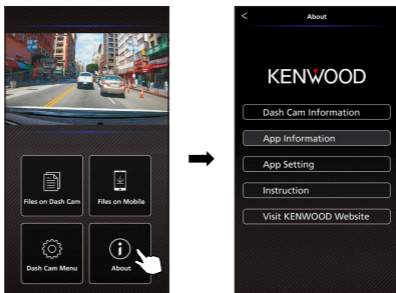 Files on Dash Cam
Files on Mobile
Dash Cam Menu
About
<
About
KENWOOD
Dash Cam Information
App Information
App Setting
Instruction
Visit KENWOOD Website